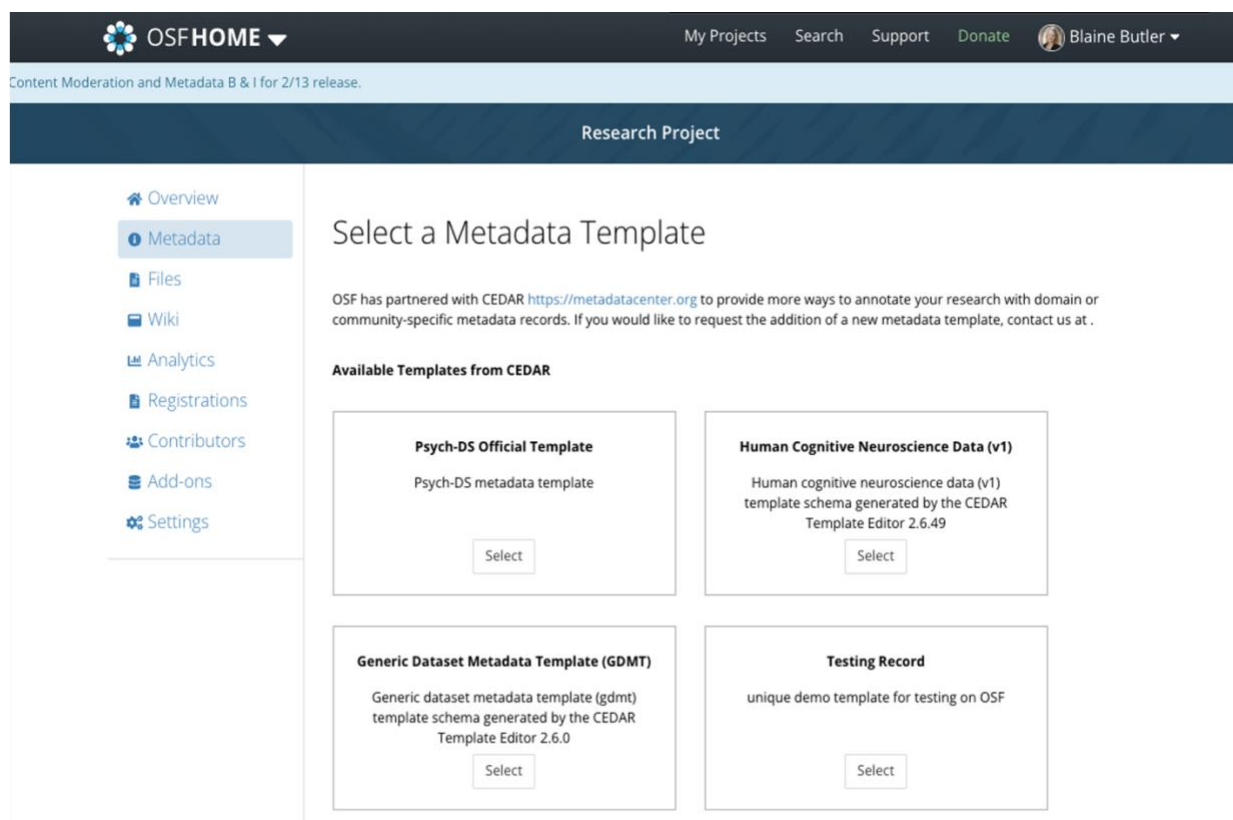 OSFHOME
My Projects Search Support Donate Blaine Butler
Content Moderation and Metadata B & I for 2/13 release.
Research Project
Overview
Metadata
Files
Wiki
Analytics
Registrations
Contributors
Add-ons
Settings
Select a Metadata Template
OSF has partnered with CEDAR https://metadatacenter.org to provide more ways to annotate your research with domain or
community-specific metadata records. If you would like to request the addition of a new metadata template, contact us at .
Available Templates from CEDAR
Psych-DS Official Template
Psych-DS metadata template
Select
Human Cognitive Neuroscience Data (v1)
Human cognitive neuroscience data (v1)
template schema generated by the CEDAR
Template Editor 2.6.49
Select
Generic Dataset Metadata Template (GDMT)
Generic dataset metadata template (gdmt)
template schema generated by the CEDAR
Template Editor 2.6.0
Select
Testing Record
unique demo template for testing on OSF
Select